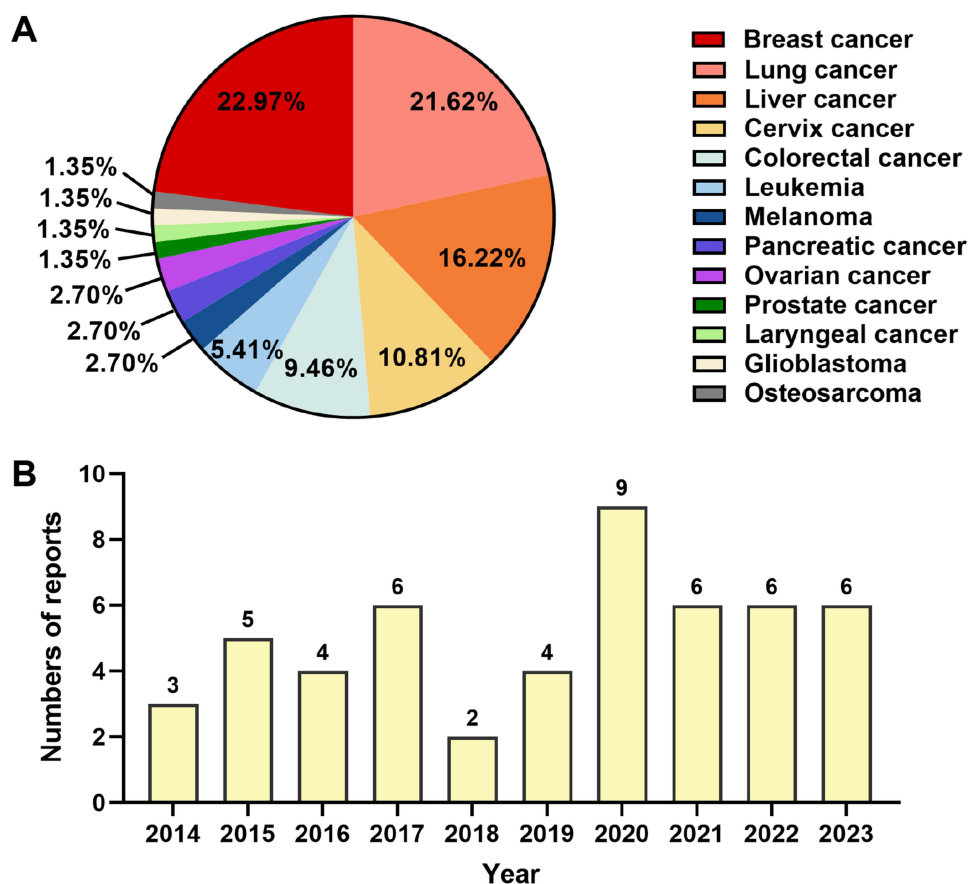 A
22.97%
21.62%
16.22%
10.81%
9.46%
5.41%
2.70%
2.70%
2.70%
1.35%
1.35%
1.35%
1.35%
Breast cancer
Lung cancer
Liver cancer
Cervix cancer
Colorectal cancer
Leukemia
Melanoma
Pancreatic cancer
Ovarian cancer
Prostate cancer
Laryngeal cancer
Glioblastoma
Osteosarcoma
B
Numbers of reports
10
8
6
4
2
0
3
5
4
6
2
4
9
6
6
6
2014 2015 2016 2017 2018 2019 2020 2021 2022 2023
Year